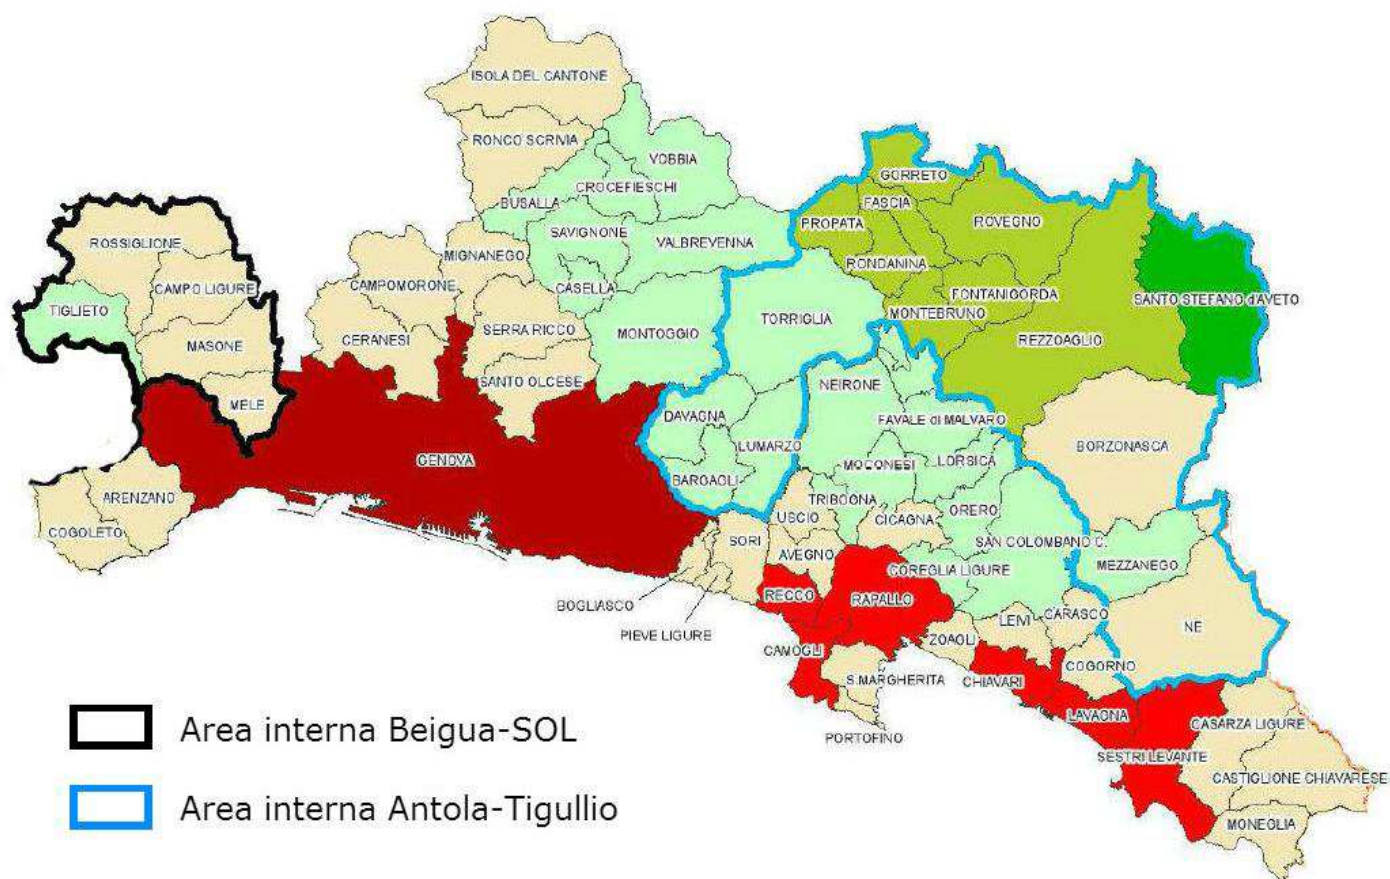 ISOLA DEL CANTONE
RONCO SCRIVIA
VOBBIA
CROCEFIESCHI
BUSALLA
GORRETO
FASCIA
PROPATA
ROVEGNO
SAVIGNONE
VALBREVENNA
ROSSIGLIONE
MIGNANEGO
RONDANINA
CAMPO LIGURE
CAMPOMORONE
CASELLA
FONTANIGORDA
SANTO STEFANO d'AVETO
TIGLIETO
MONTEBRUNO
TORRIGLIA
SERRA RICCO
MONTOGGIO
CERANESI
MASONE
REZZOAGLIO
SANTO OLCESE
NEIRONE
MELE
DAVAGNA
FAVALE di MALVARO
LUMARZO
BORZONASCA
GENOVA
MOCONESI
LORSICA
BARGAGLI
ARENZANO
TRIBOGNA
ORERO
USCIO
CICAGNA
COGOLETO
SORI
SAN COLOMBANO C.
AVEGNO
MEZZANEGO
COREGLIA LIGURE
RECCO
RAPALLO
BOGLIASCO
CARASCO
LEIVI
NE
PIEVE LIGURE
ZOAGLI
CAMOGLI
COGORNO
S.MARGHERITA
CHIAVARI
LAVAGNA
CASARZA LIGURE
PORTOFINO
SESTRI LEVANTE
CASTIGLIONE CHIAVARESE
MONEGLIA
Area interna Beigua-SOL
Area interna Antola-Tigullio